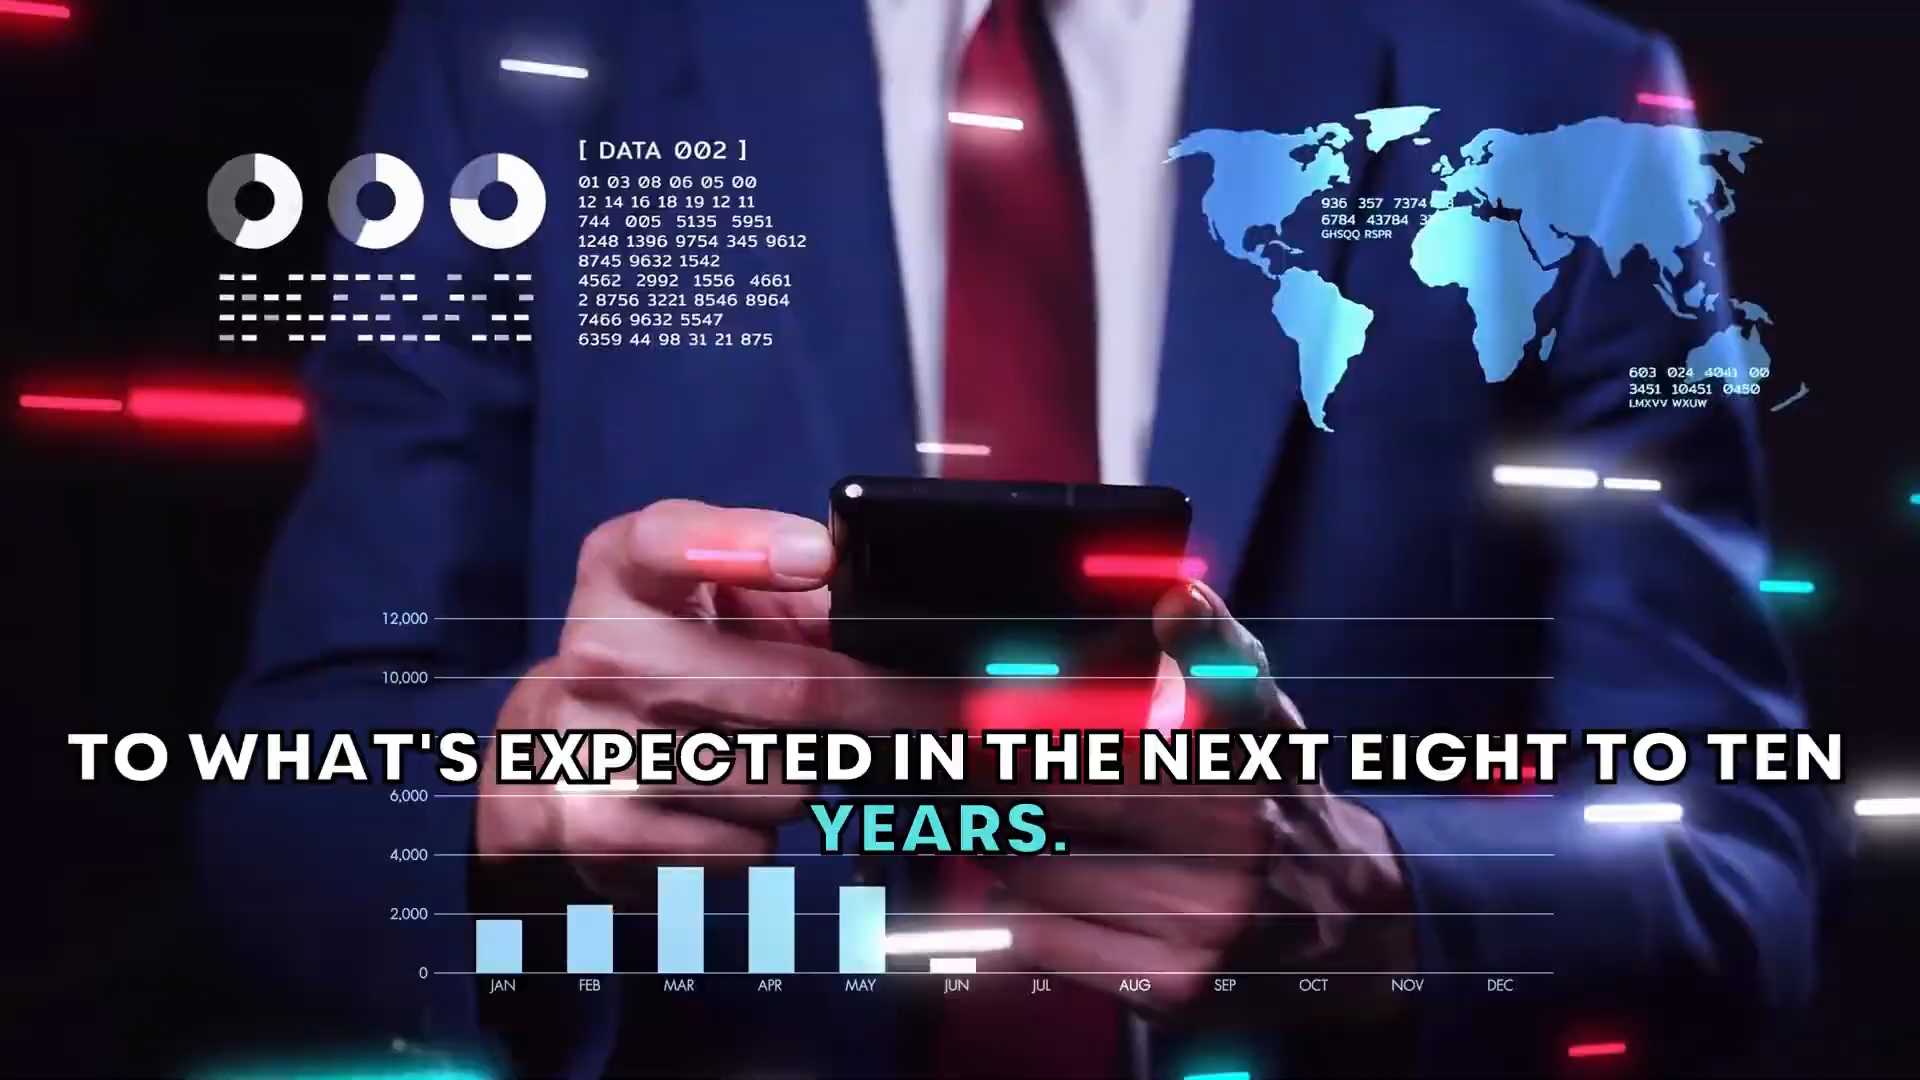 [ DATA 002 ]
01 03 08 06 05 00
12 14 16 18 19 12 11
744 005 5135 5951
1248 1396 9754 345 9612
8745 9632 1542
4562 2992 1556 4661
2 8756 3221 8546 8964
7466 9632 5547
6359 44 98 31 21 875
936 357 7374
6784 43784
GHSQQ RSPR
603 024 4041 00
3451 10451 0450
LMXVV WXUW
12,000
10,000
TO WHAT'S EXPECTED IN THE NEXT EIGHT TO TEN
YEARS.
6,000
4,000
2,000
0
JAN FEB MAR APR MAY JUN JUL AUG SEP OCT NOV DEC